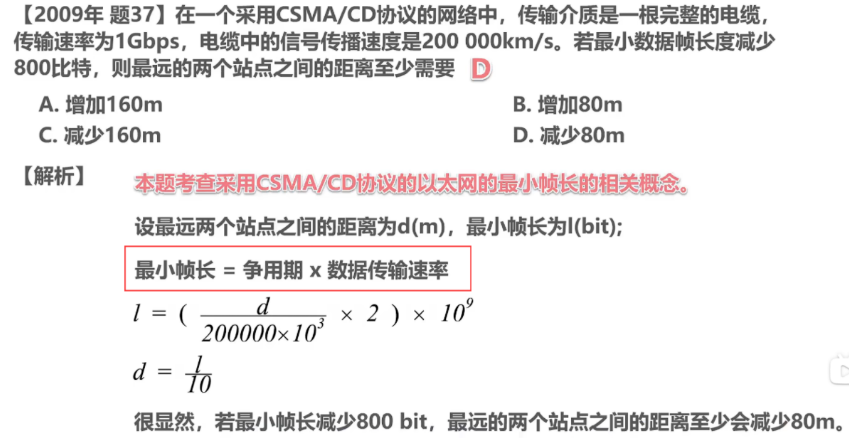 【2009年 题37】在一个采用CSMA/CD协议的网络中，传输介质是一根完整的电缆，
传输速率为1Gbps，电缆中的信号传播速度是200 000km/s。若最小数据帧长度减少
800比特，则最远的两个站点之间的距离至少需要 D
A. 增加160m B. 增加80m
C. 减少160m D. 减少80m
【解析】 本题考查采用CSMA/CD协议的以太网的最小帧长的相关概念。
设最远两个站点之间的距离为d(m)，最小帧长为l(bit);
最小帧长 = 争用期 x 数据传输速率
l = ( d / 200000×10³ × 2 ) × 10⁹
d = l / 10
很显然，若最小帧长减少800 bit，最远的两个站点之间的距离至少会减少80m。